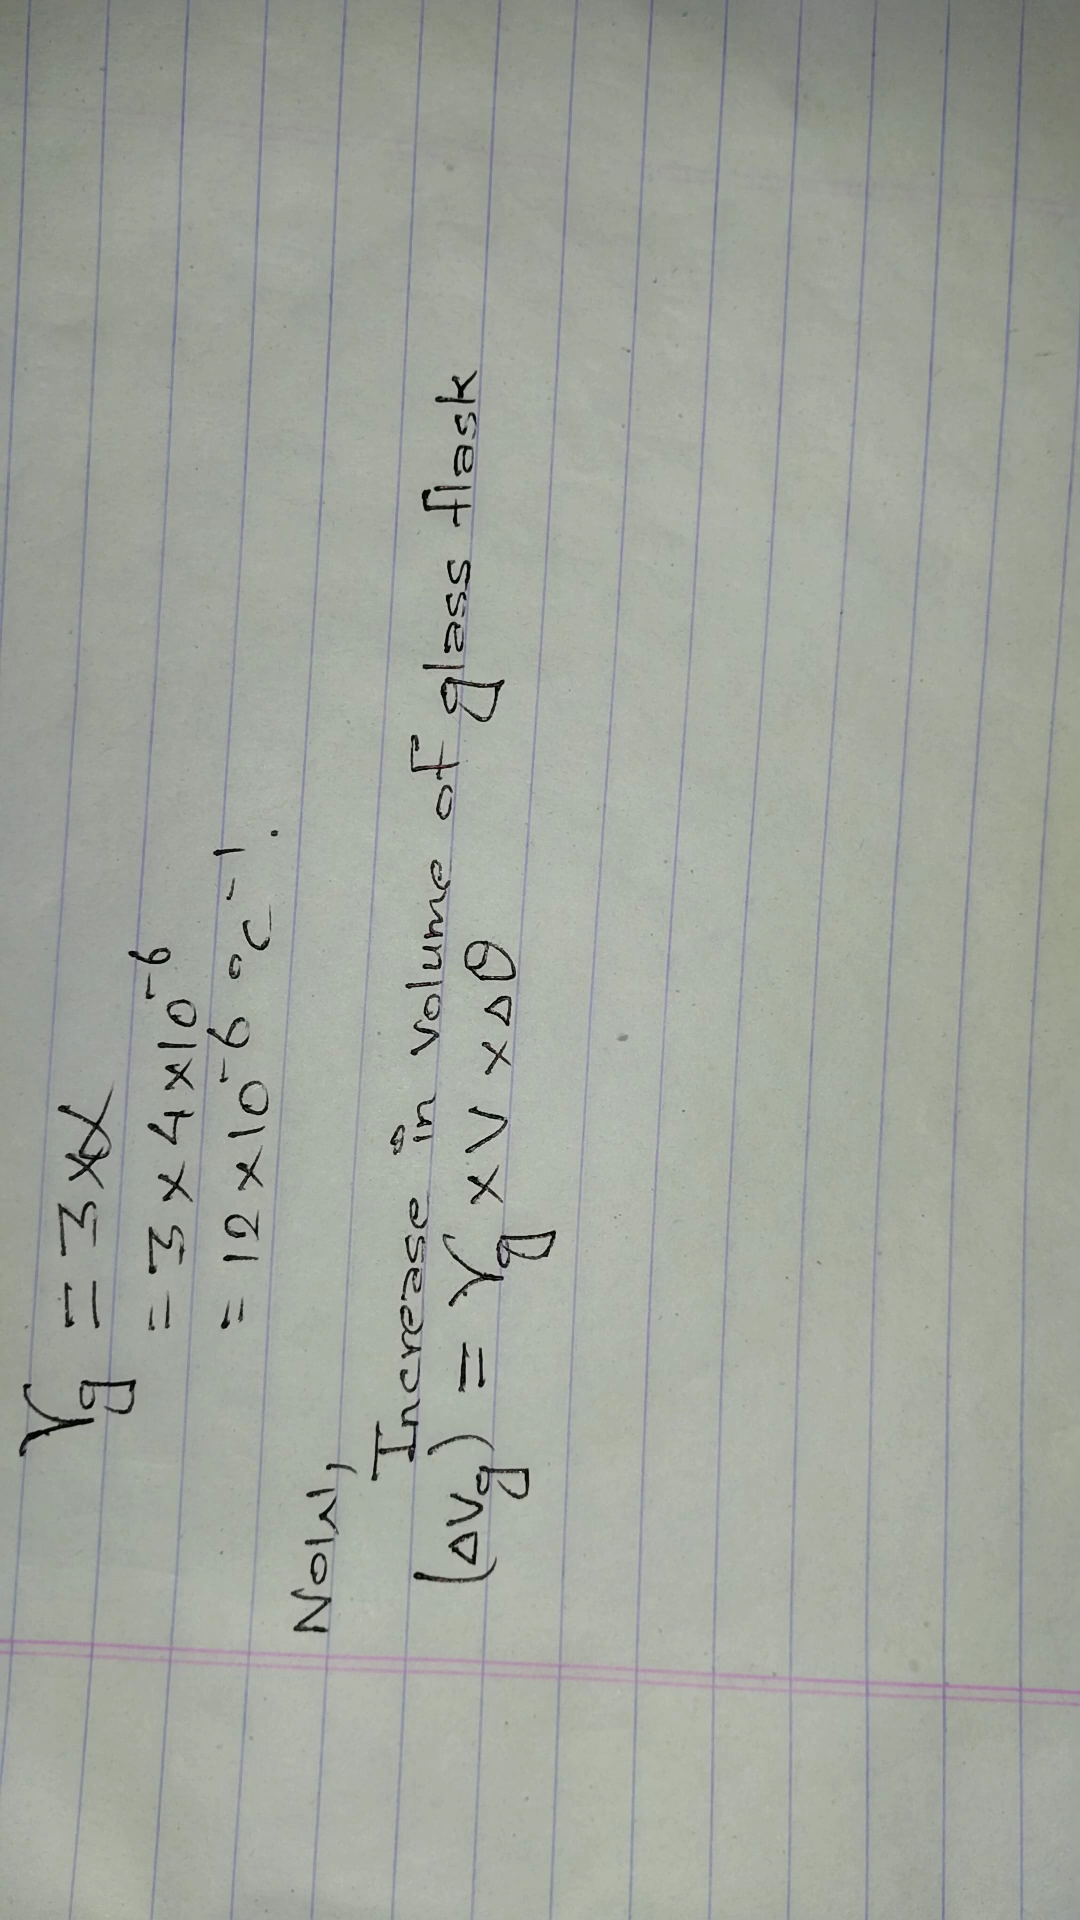 γg = 3×α
= 3 × 4 × 10⁻⁶
= 12 × 10⁻⁶ °C⁻¹.
Now,
Increase in volume of glass flask
(ΔVg) = γg × V × Δθ